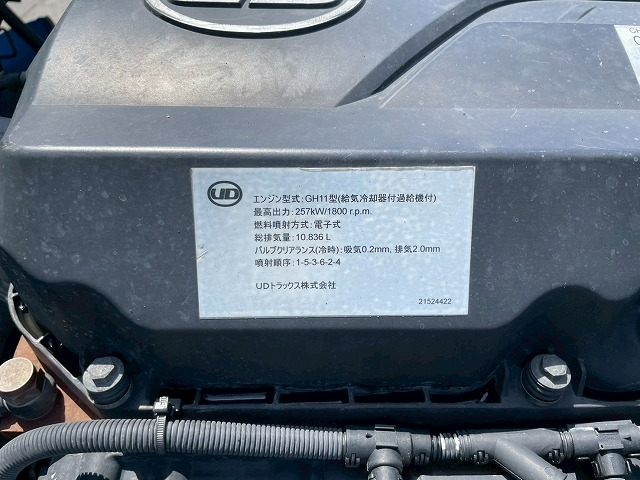 UD
エンジン型式:GH11型(給気冷却器付過給機付)
最高出力:257kW/1800 r.p.m.
燃料噴射方式:電子式
総排気量:10.836 L
バルブクリアランス(冷時):吸気0.2mm, 排気2.0mm
噴射順序:1-5-3-6-2-4
UDトラックス株式会社
21524422